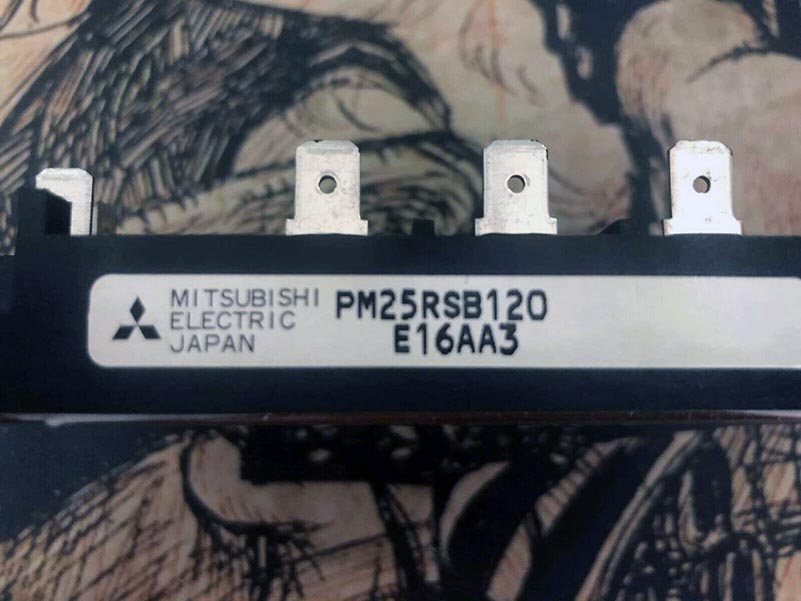 MITSUBISHI
ELECTRIC
JAPAN
PM25RSB120
E16AA3